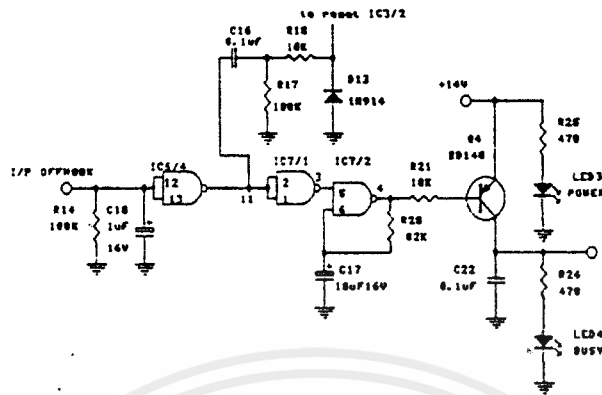 to reset IC3/2
C16
0.1uf
R18
10K
R17
100K
D13
1N914
+14V
Q4
BD140
R25
470
LED3
POWER
I/P OFFHOOK
IC5/4
12
13
11
IC7/1
2
1
3
IC7/2
5
6
4
R21
10K
R14
100K
C18
1uf
16V
+
R20
82K
C17
10uF16V
+
C22
0.1uf
R24
470
LED4
BUSY